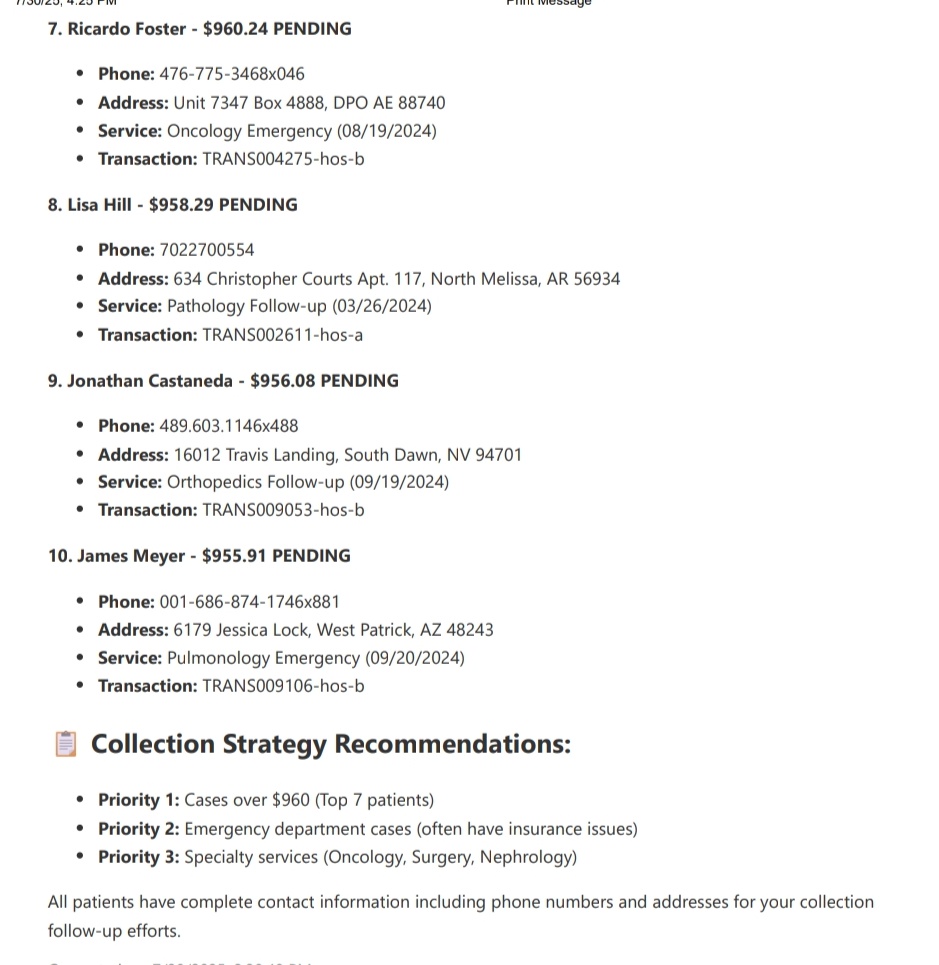 7/30/25, 4:25 PM Print Message
7. Ricardo Foster - $960.24 PENDING
• Phone: 476-775-3468x046
• Address: Unit 7347 Box 4888, DPO AE 88740
• Service: Oncology Emergency (08/19/2024)
• Transaction: TRANS004275-hos-b
8. Lisa Hill - $958.29 PENDING
• Phone: 7022700554
• Address: 634 Christopher Courts Apt. 117, North Melissa, AR 56934
• Service: Pathology Follow-up (03/26/2024)
• Transaction: TRANS002611-hos-a
9. Jonathan Castaneda - $956.08 PENDING
• Phone: 489.603.1146x488
• Address: 16012 Travis Landing, South Dawn, NV 94701
• Service: Orthopedics Follow-up (09/19/2024)
• Transaction: TRANS009053-hos-b
10. James Meyer - $955.91 PENDING
• Phone: 001-686-874-1746x881
• Address: 6179 Jessica Lock, West Patrick, AZ 48243
• Service: Pulmonology Emergency (09/20/2024)
• Transaction: TRANS009106-hos-b
📋 Collection Strategy Recommendations:
• Priority 1: Cases over $960 (Top 7 patients)
• Priority 2: Emergency department cases (often have insurance issues)
• Priority 3: Specialty services (Oncology, Surgery, Nephrology)
All patients have complete contact information including phone numbers and addresses for your collection
follow-up efforts.